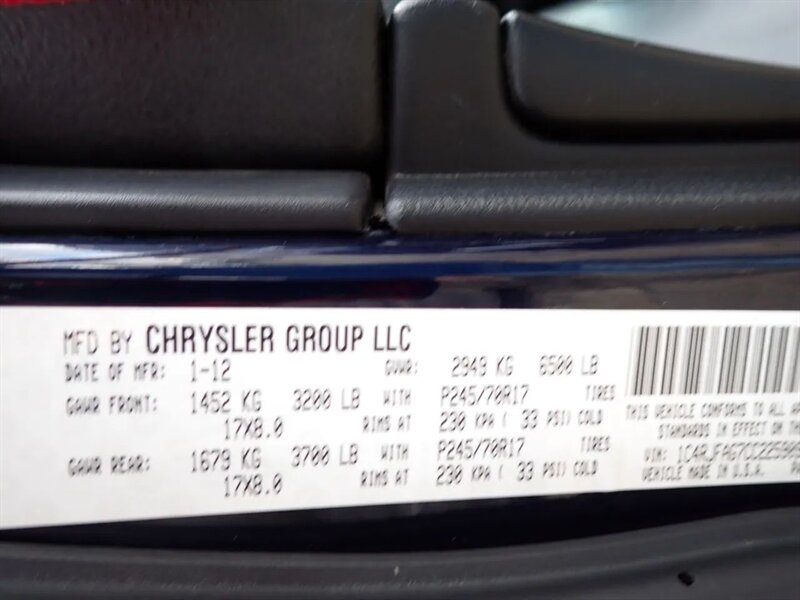 MFD BY CHRYSLER GROUP LLC
DATE OF MFR: 1-12 GVWR: 2949 KG 6500 LB
GAWR FRONT: 1452 KG 3200 LB WITH P245/70R17 TIRES
17X8.0 RIMS AT 230 KPA ( 33 PSI) COLD
GAWR REAR: 1679 KG 3700 LB WITH P245/70R17 TIRES
17X8.0 RIMS AT 230 KPA ( 33 PSI) COLD
THIS VEHICLE CONFORMS TO ALL
STANDARDS IN EFFECT ON THE
VIN:
VEHICLE MADE IN U.S.A.